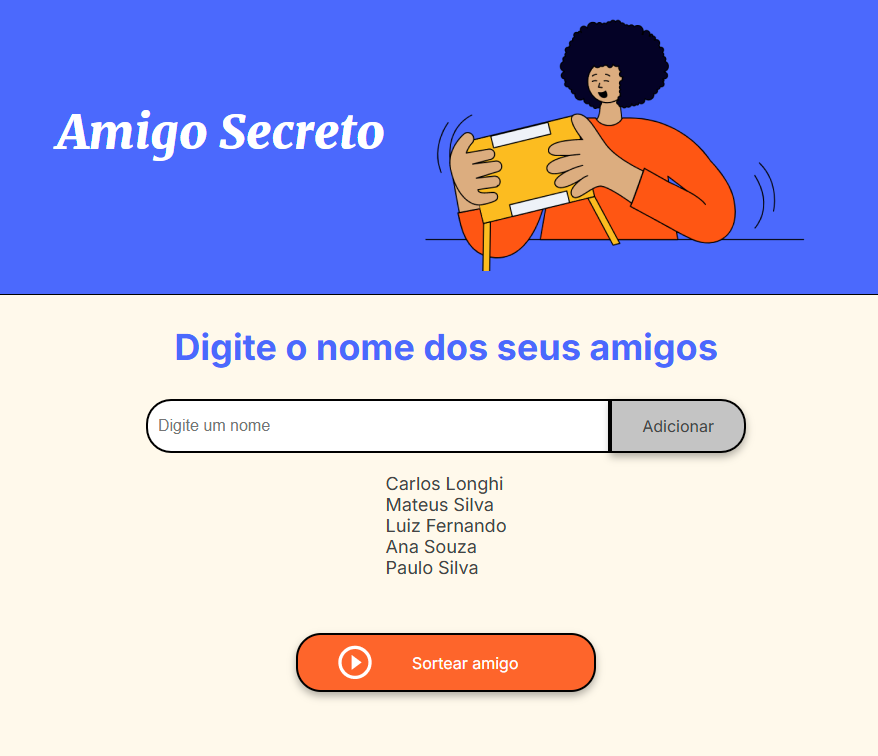 Amigo Secreto
Digite o nome dos seus amigos
Digite um nome
Adicionar
Carlos Longhi
Mateus Silva
Luiz Fernando
Ana Souza
Paulo Silva
Sortear amigo